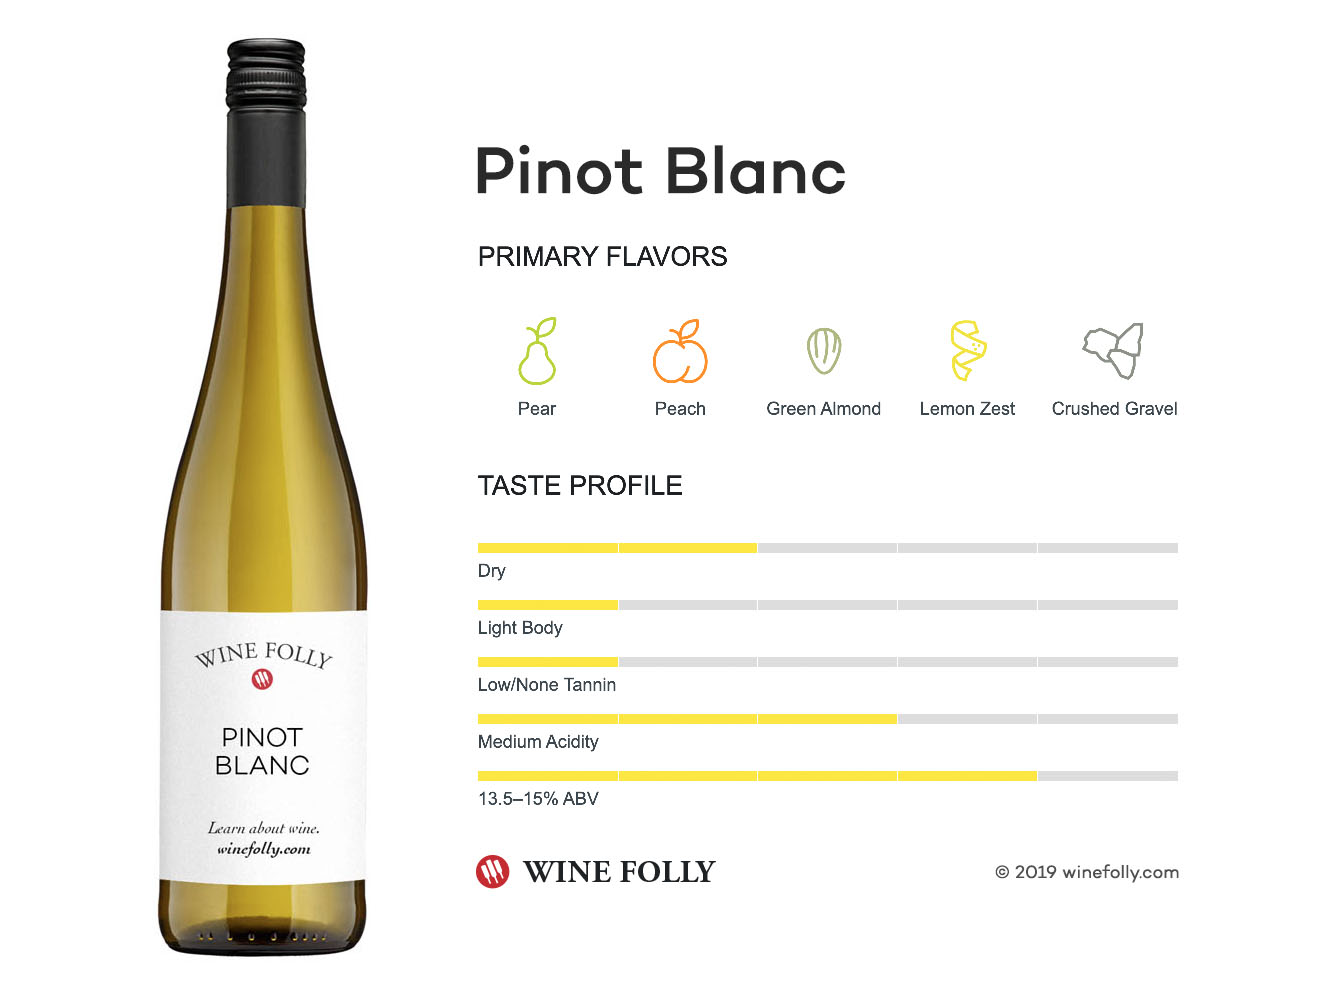 WINE FOLLY
PINOT
BLANC
Learn about wine.
winefolly.com
Pinot Blanc
PRIMARY FLAVORS
Pear
Peach
Green Almond
Lemon Zest
Crushed Gravel
TASTE PROFILE
Dry
Light Body
Low/None Tannin
Medium Acidity
13.5–15% ABV
WINE FOLLY
© 2019 winefolly.com